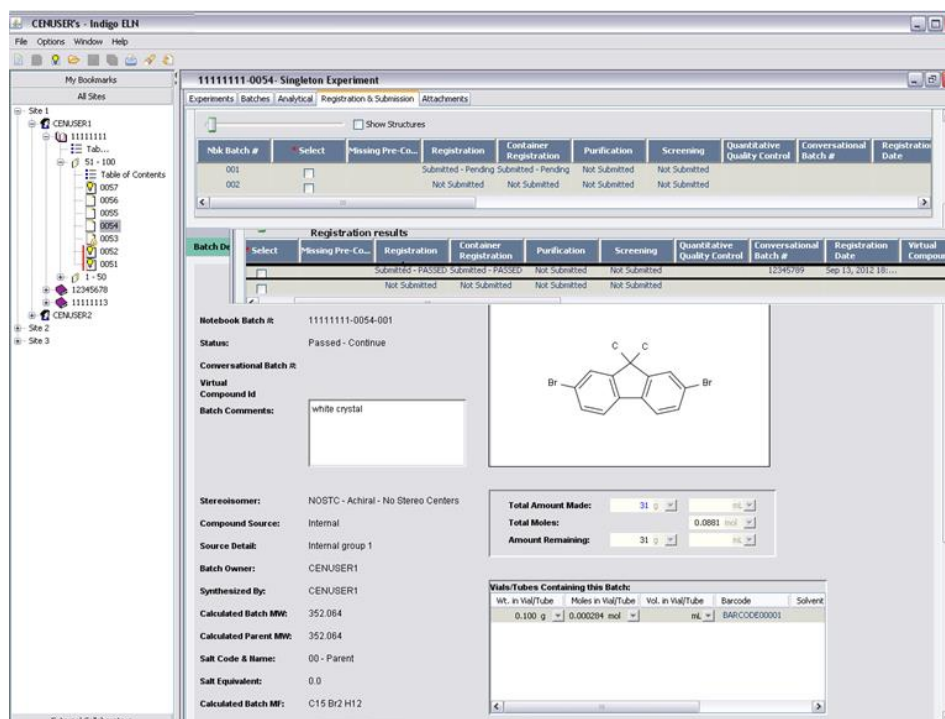 CENUSER's - Indigo ELN
File Options Window Help
My Bookmarks
All Sites
Site 1
CENUSER1
11111111
Tab...
51 - 100
Table of Contents
0057
0056
0055
0054
0053
0052
0051
1 - 50
12345678
11111113
CENUSER2
Site 2
Site 3
11111111-0054- Singleton Experiment
Experiments Batches Analytical Registration & Submission Attachments
Show Structures
Nbk Batch # *Select Missing Pre-Co... Registration Container Registration Purification Screening Quantitative Quality Control Conversational Batch # Registration Date
001 Submitted - Pending Submitted - Pending Not Submitted Not Submitted
002 Not Submitted Not Submitted Not Submitted Not Submitted
Registration results
Batch De
*Select Missing Pre-Co... Registration Container Registration Purification Screening Quantitative Quality Control Conversational Batch # Registration Date Virtual Compoun
Submitted - PASSED Submitted - PASSED Not Submitted Not Submitted 12345789 Sep 13, 2012 18:...
Not Submitted Not Submitted Not Submitted Not Submitted
Notebook Batch #: 11111111-0054-001
Status: Passed - Continue
Conversational Batch #:
Virtual
Compound Id
Batch Comments: white crystal
C C
Br Br
Stereoisomer: NOSTC - Achiral - No Stereo Centers
Compound Source: Internal
Source Detail: Internal group 1
Batch Owner: CENUSER1
Synthesized By: CENUSER1
Calculated Batch MW: 352.064
Calculated Parent MW: 352.064
Salt Code & Name: 00 - Parent
Salt Equivalent: 0.0
Calculated Batch MF: C15 Br2 H12
Total Amount Made: 31 g mL
Total Moles: 0.0881 mol
Amount Remaining: 31 g mL
Vials/Tubes Containing this Batch:
Wt. in Vial/Tube Moles in Vial/Tube Vol. in Vial/Tube Barcode Solvent
0.100 g 0.000284 mol mL BARCODE00001